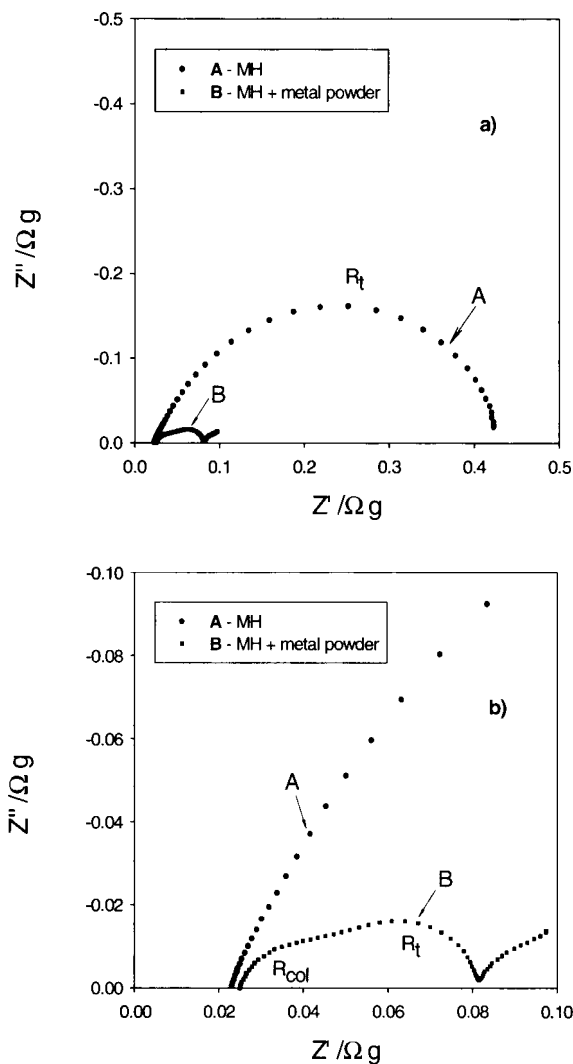 -0.5
A - MH
B - MH + metal powder
-0.4
a)
-0.3
Z'' /Ω g
-0.2
Rt
A
-0.1
B
0.0
0.0 0.1 0.2 0.3 0.4 0.5
Z' /Ω g
-0.10
A - MH
B - MH + metal powder
-0.08
b)
-0.06
Z'' /Ω g
A
-0.04
B
-0.02
Rt
Rcol
0.00
0.00 0.02 0.04 0.06 0.08 0.10
Z' /Ω g